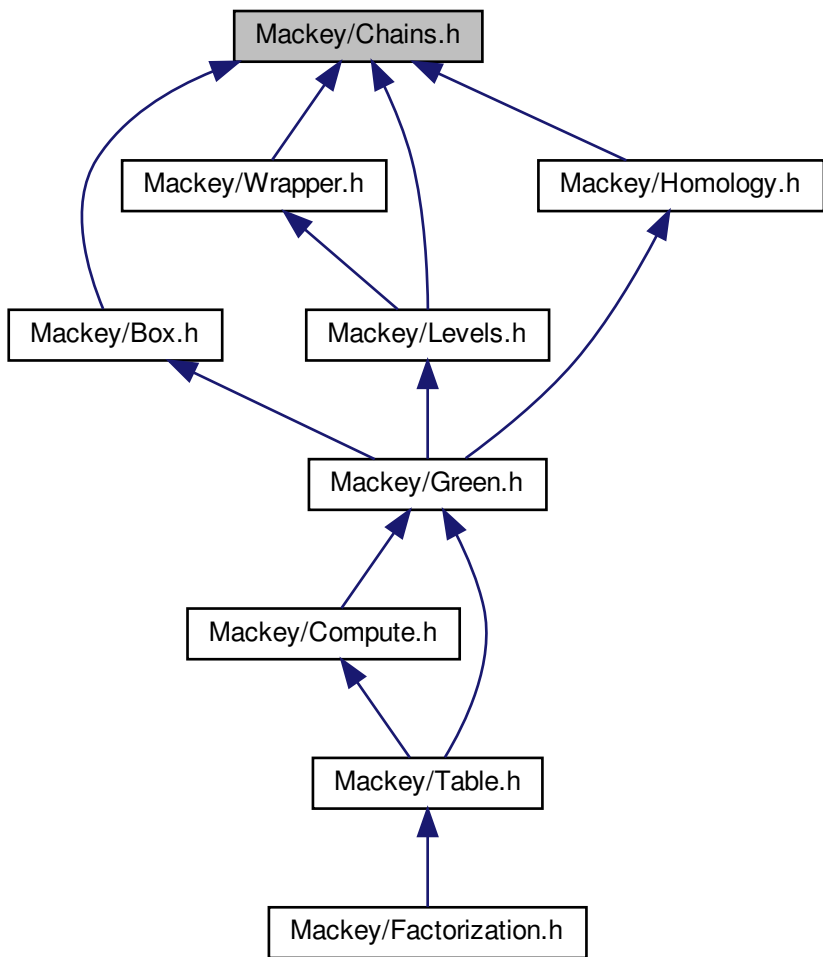 Mackey/Chains.h
Mackey/Wrapper.h
Mackey/Homology.h
Mackey/Box.h
Mackey/Levels.h
Mackey/Green.h
Mackey/Compute.h
Mackey/Table.h
Mackey/Factorization.h